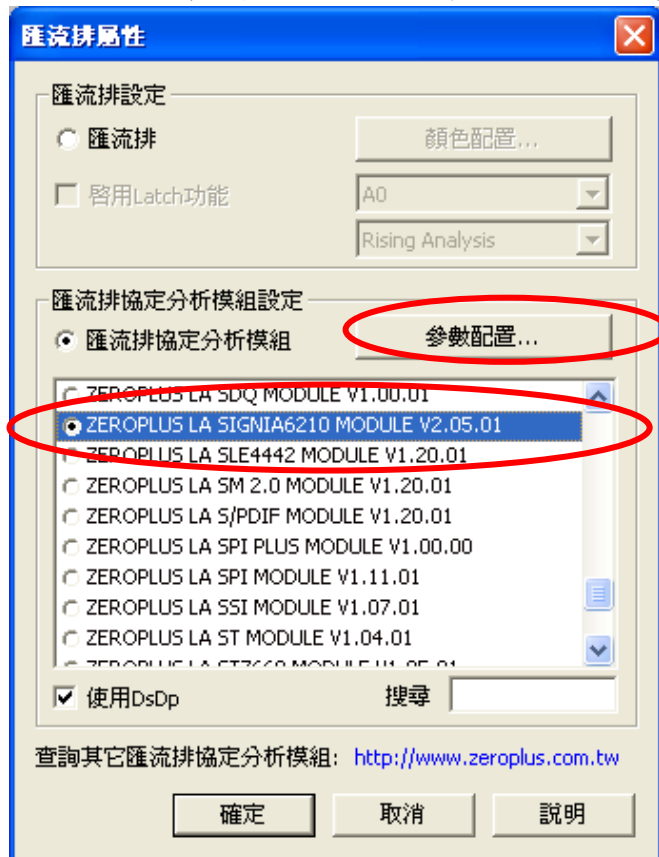 匯流排屬性
匯流排設定
匯流排 顏色配置...
啓用Latch功能 A0
Rising Analysis
匯流排協定分析模組設定
匯流排協定分析模組 參數配置...
ZEROPLUS LA SDQ MODULE V1.00.01
ZEROPLUS LA SIGNIA6210 MODULE V2.05.01
ZEROPLUS LA SLE4442 MODULE V1.20.01
ZEROPLUS LA SM 2.0 MODULE V1.20.01
ZEROPLUS LA S/PDIF MODULE V1.20.01
ZEROPLUS LA SPI PLUS MODULE V1.00.00
ZEROPLUS LA SPI MODULE V1.11.01
ZEROPLUS LA SSI MODULE V1.07.01
ZEROPLUS LA ST MODULE V1.04.01
ZEROPLUS LA
使用DsDp 搜尋
查詢其它匯流排協定分析模組: http://www.zeroplus.com.tw
確定 取消 說明